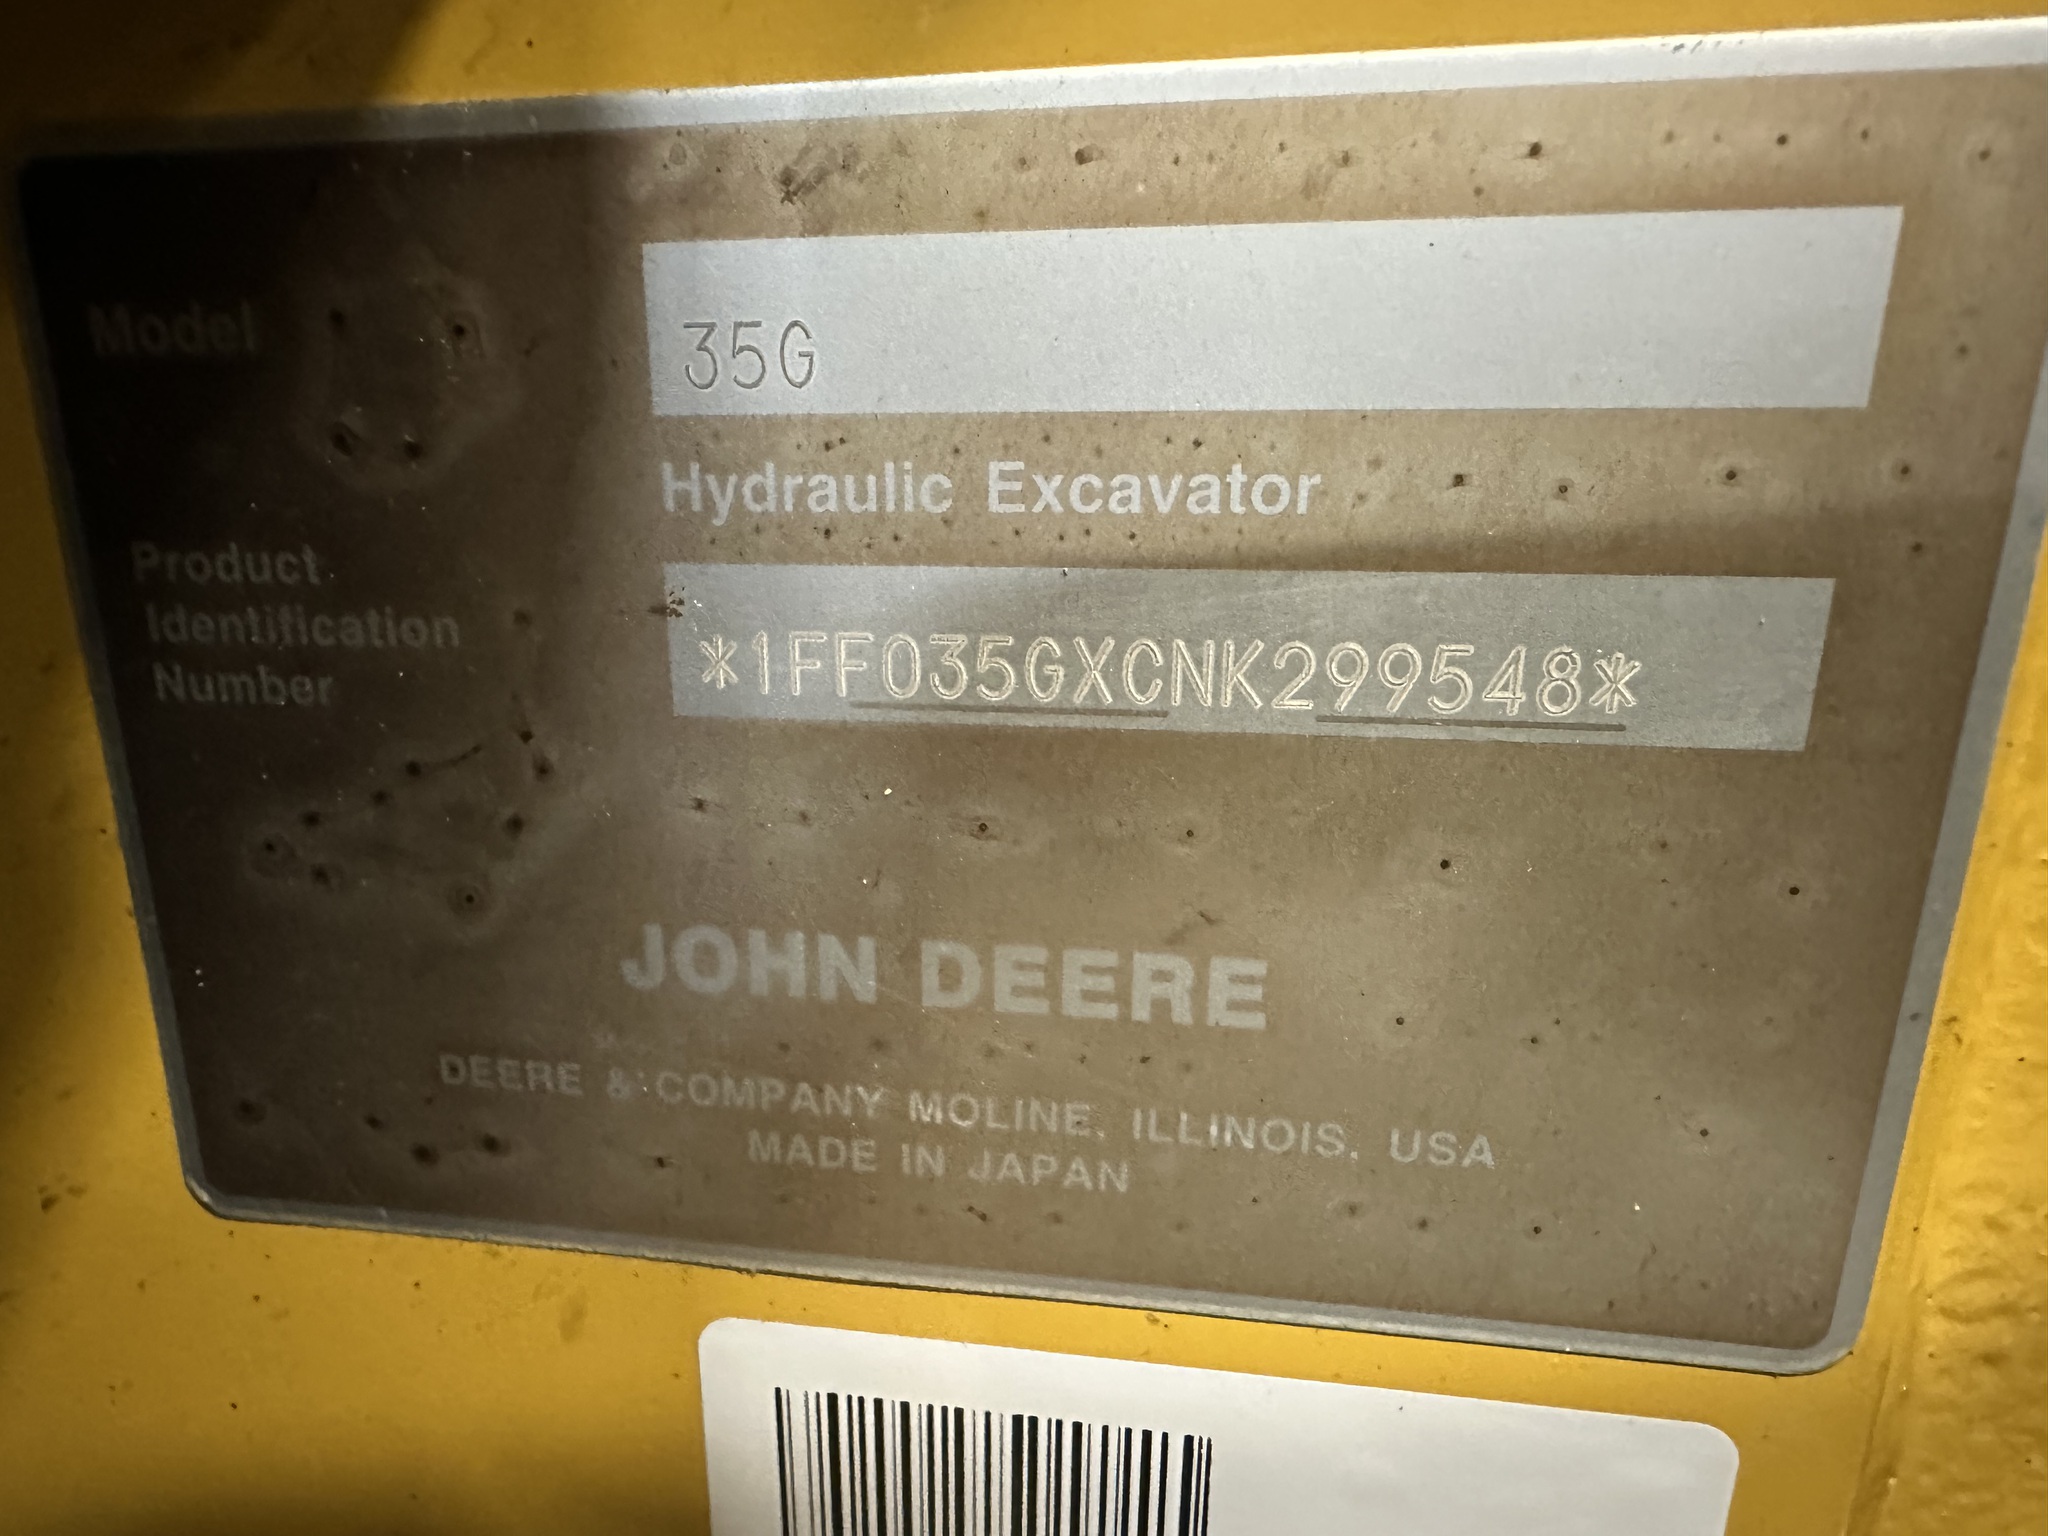 Model
35G
Hydraulic Excavator
Product
Identification
Number
*1FF035GXCNK299548*
JOHN DEERE
DEERE & COMPANY MOLINE, ILLINOIS, USA
MADE IN JAPAN